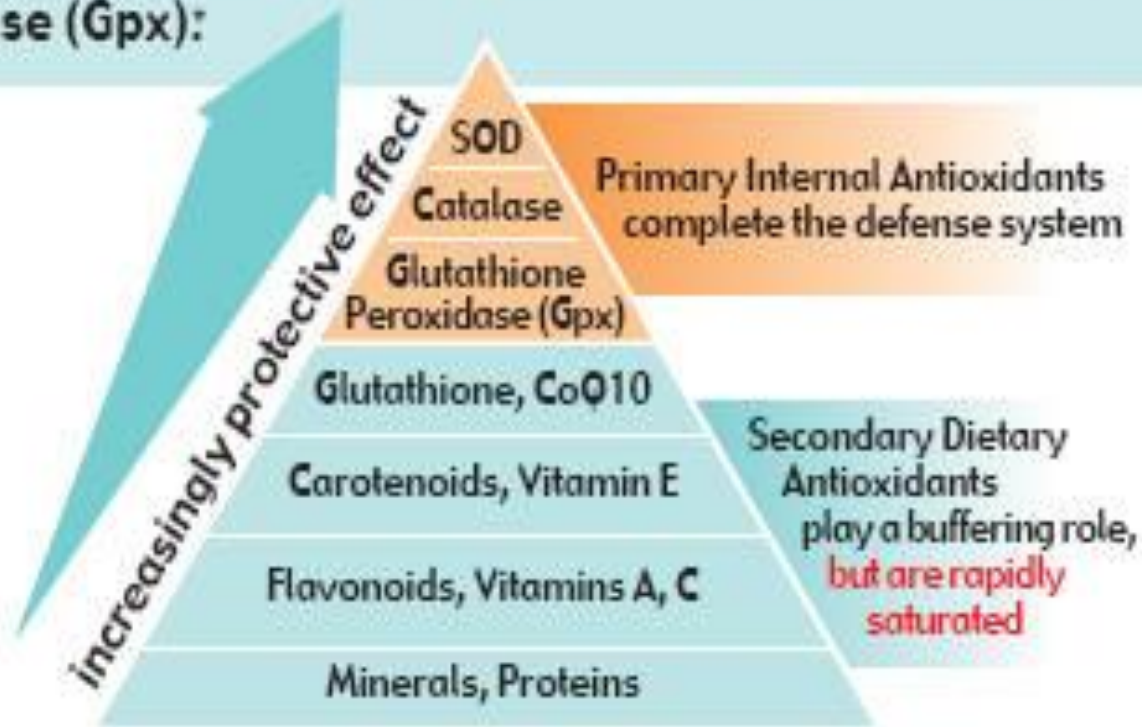 se (Gpx):
increasingly protective effect
SOD
Catalase
Glutathione
Peroxidase (Gpx)
Glutathione, CoQ10
Carotenoids, Vitamin E
Flavonoids, Vitamins A, C
Minerals, Proteins
Primary Internal Antioxidants
complete the defense system
Secondary Dietary
Antioxidants
play a buffering role,
but are rapidly
saturated